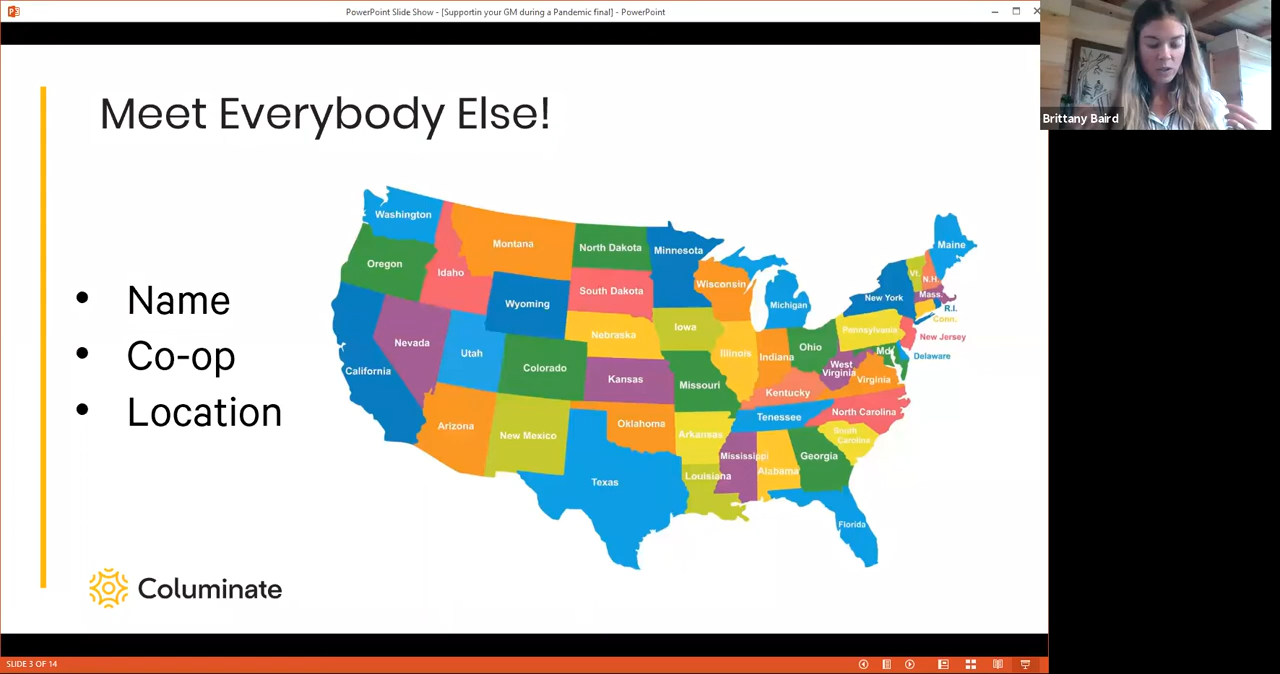 PowerPoint Slide Show - [Supportin your GM during a Pandemic final] - PowerPoint
Brittany Baird
Meet Everybody Else!
• Name
• Co-op
• Location
Washington
Oregon
California
Idaho
Nevada
Montana
Wyoming
Utah
Arizona
Colorado
New Mexico
North Dakota
South Dakota
Nebraska
Kansas
Oklahoma
Texas
Minnesota
Iowa
Missouri
Arkansas
Louisiana
Wisconsin
Illinois
Michigan
Indiana
Ohio
Kentucky
Tenessee
Mississippi
Alabama
Georgia
Florida
South
Carolina
North Carolina
Virginia
West
Virginia
Md.
Delaware
Pennsylvania
New Jersey
New York
Conn.
R.I.
Mass.
Vt.
N.H.
Maine
Columinate
SLIDE 3 OF 14